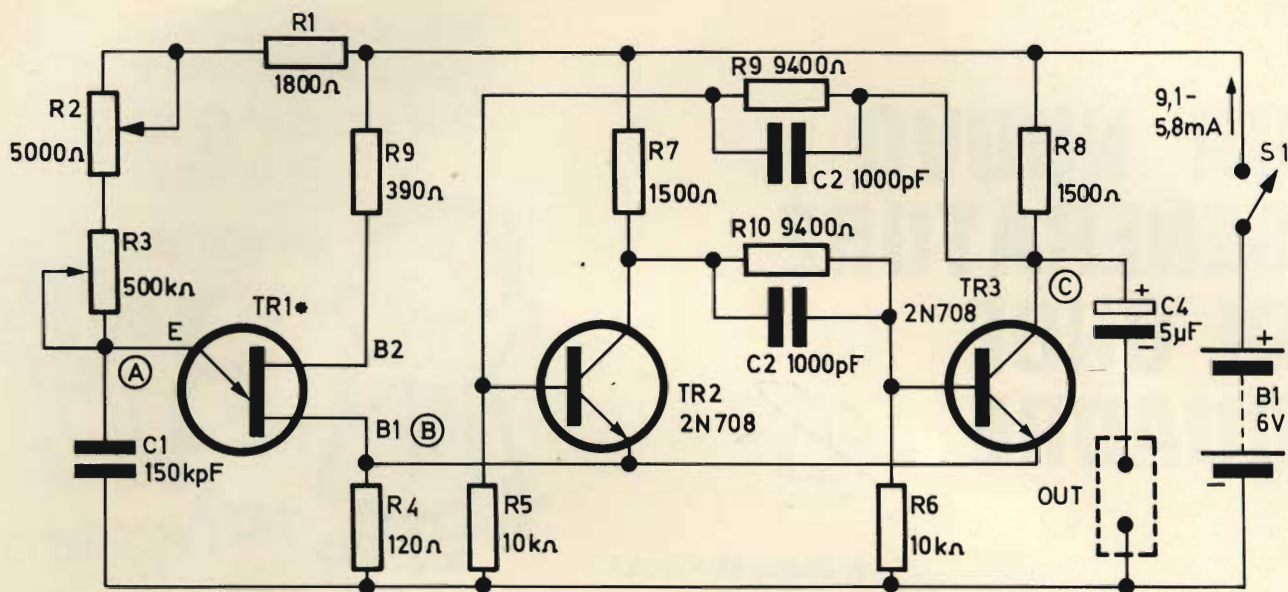 R1
1800Ω
R2
5000Ω
R3
500kΩ
TR1*
E
A
C1
150kpF
R9
390Ω
B2
B1 B
R4
120Ω
R5
10kΩ
R7
1500Ω
R9 9400Ω
C2 1000pF
R10 9400Ω
C2 1000pF
TR2
2N708
TR3
2N708
R6
10kΩ
R8
1500Ω
C
+
C4
5µF
-
OUT
9,1-
5,8mA
S1
+
B1
6V
-